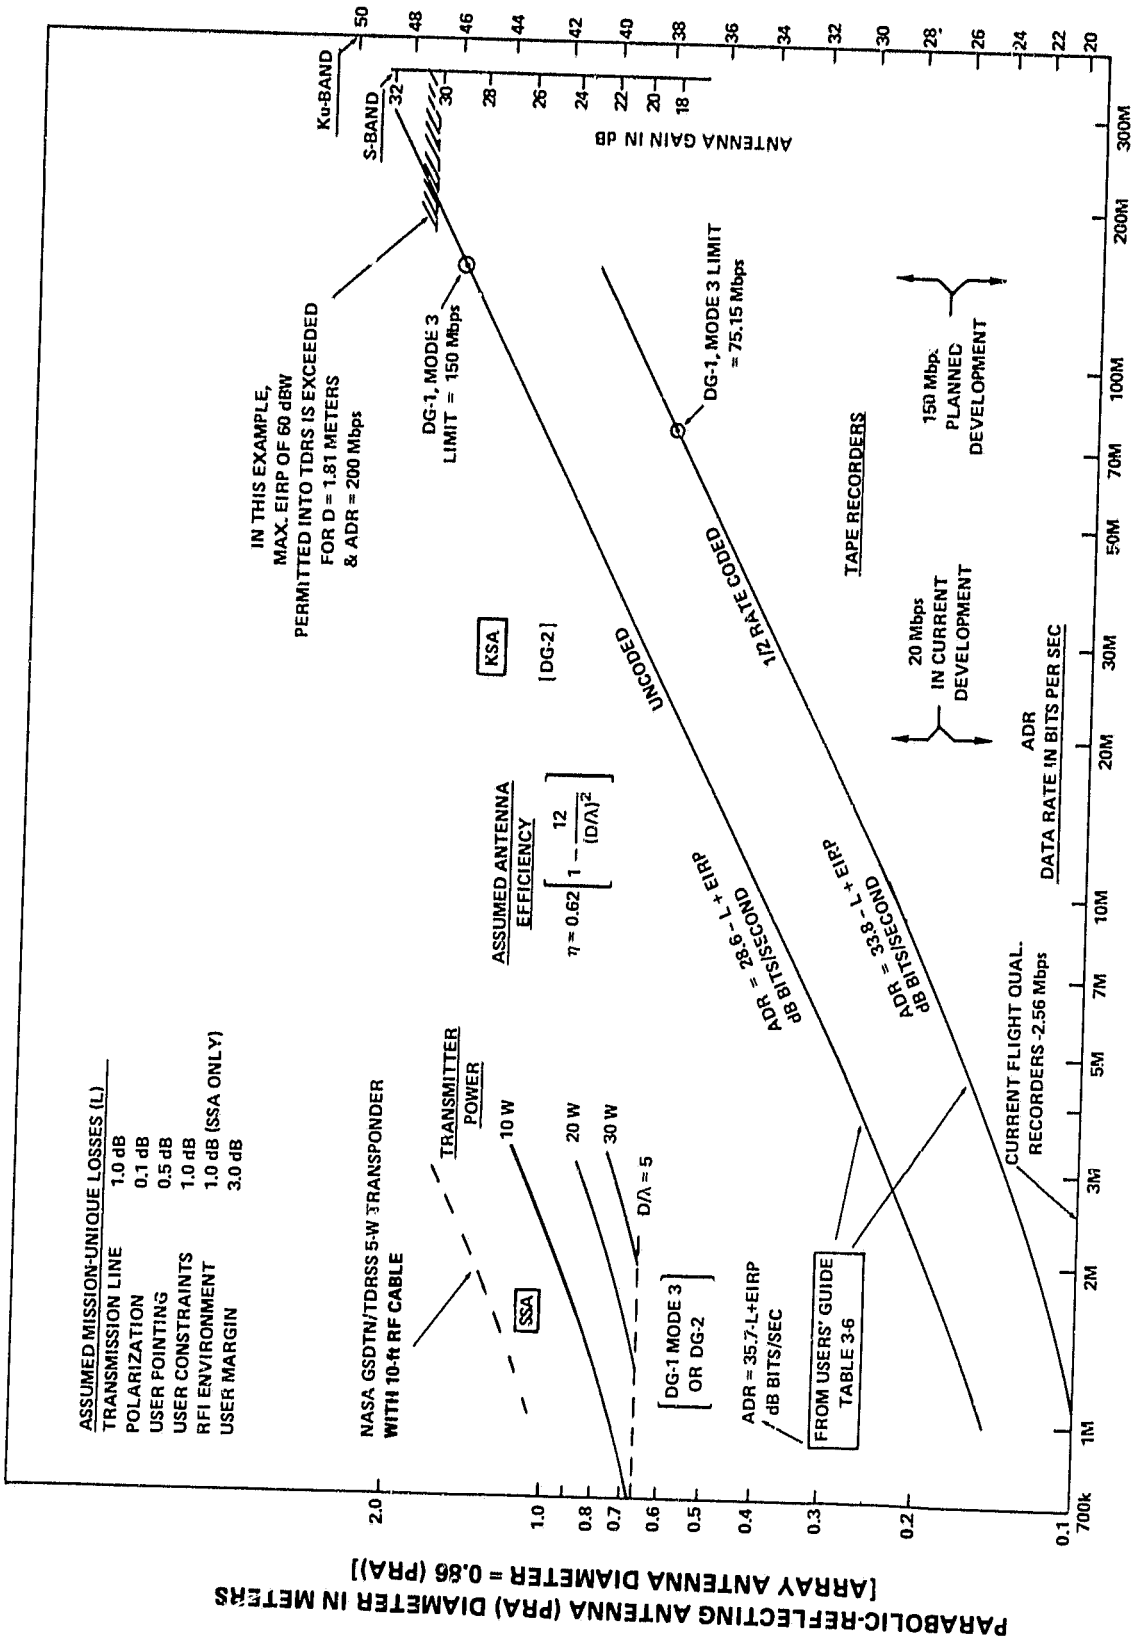 ASSUMED MISSION-UNIQUE LOSSES (L)
TRANSMISSION LINE 1.0 dB
POLARIZATION 0.1 dB
USER POINTING 0.5 dB
USER CONSTRAINTS 1.0 dB
RFI ENVIRONMENT 1.0 dB (SSA ONLY)
USER MARGIN 3.0 dB
NASA GSDTN/TDRSS 5-W TRANSPONDER
WITH 10-ft RF CABLE
TRANSMITTER
POWER
10 W
20 W
30 W
D/λ = 5
SSA
[DG-1 MODE 3
OR DG-2]
ADR = 35.7-L+EIRP
dB BITS/SEC
FROM USERS' GUIDE
TABLE 3-6
ASSUMED ANTENNA
EFFICIENCY
η = 0.62 [1 - 12/(D/λ)²]
KSA
[DG-2]
IN THIS EXAMPLE,
MAX. EIRP OF 60 dBW
PERMITTED INTO TDRS IS EXCEEDED
FOR D = 1.81 METERS
& ADR = 200 Mbps
DG-1, MODE 3
LIMIT = 150 Mbps
UNCODED
ADR = 28.6 - L + EIRP
dB BITS/SECOND
1/2 RATE CODED
ADR = 33.8 - L + EIRP
dB BITS/SECOND
DG-1, MODE 3 LIMIT
= 75.15 Mbps
TAPE RECORDERS
20 Mbps
IN CURRENT
DEVELOPMENT
150 Mbps
PLANNED
DEVELOPMENT
CURRENT FLIGHT QUAL.
RECORDERS -2.56 Mbps
ADR
DATA RATE IN BITS PER SEC
700k 1M 2M 3M 5M 7M 10M 20M 30M 50M 70M 100M 200M 300M
PARABOLIC-REFLECTING ANTENNA (PRA) DIAMETER IN METERS
[ARRAY ANTENNA DIAMETER = 0.86 (PRA)]
2.0
1.0
0.8
0.7
0.6
0.5
0.4
0.3
0.2
0.1
Ku-BAND
50
48
46
44
42
40
38
36
34
32
30
28
26
24
22
20
S-BAND
32
30
28
26
24
22
20
18
ANTENNA GAIN IN dB